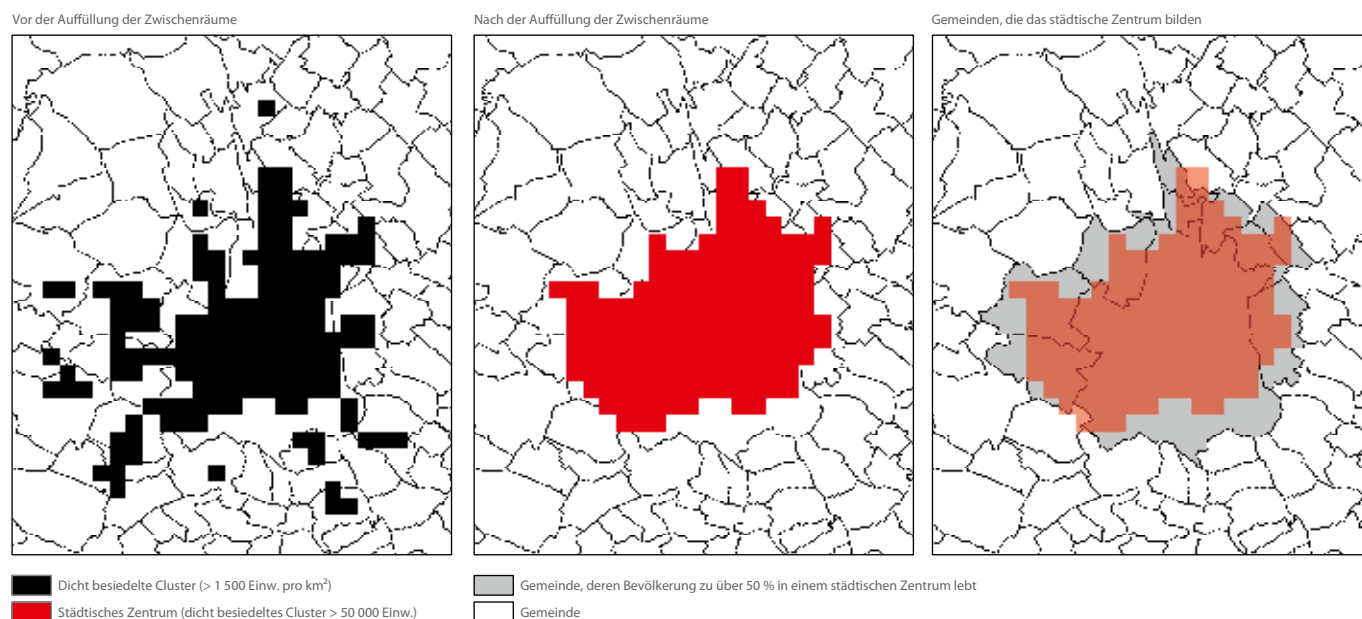 Vor der Auffüllung der Zwischenräume
Nach der Auffüllung der Zwischenräume
Gemeinden, die das städtische Zentrum bilden
Dicht besiedelte Cluster (> 1 500 Einw. pro km²)
Gemeinde, deren Bevölkerung zu über 50 % in einem städtischen Zentrum lebt
Städtisches Zentrum (dicht besiedeltes Cluster > 50 000 Einw.)
Gemeinde